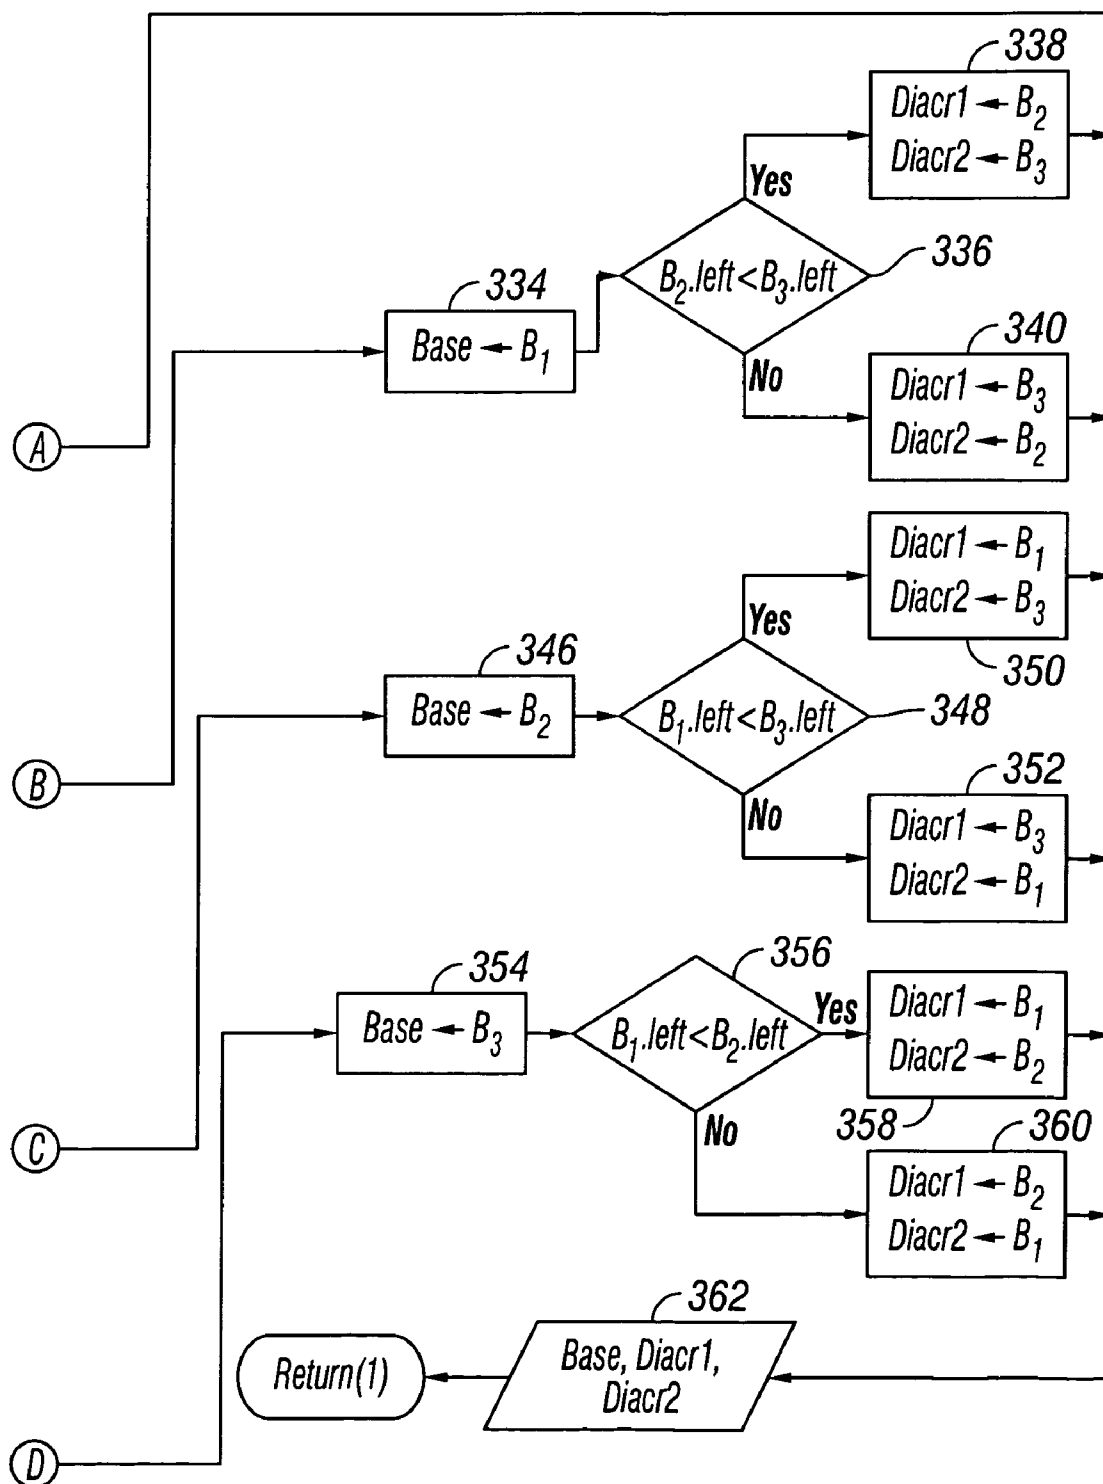 338
Diacr1 ← B₂
Diacr2 ← B₃
Yes
336
B₂.left<B₃.left
334
Base ← B₁
No
340
Diacr1 ← B₃
Diacr2 ← B₂
A
Diacr1 ← B₁
Diacr2 ← B₃
350
Yes
346
Base ← B₂
B₁.left<B₃.left
348
B
No
352
Diacr1 ← B₃
Diacr2 ← B₁
354
Base ← B₃
356
B₁.left<B₂.left
Yes
Diacr1 ← B₁
Diacr2 ← B₂
358
No
360
Diacr1 ← B₂
Diacr2 ← B₁
C
362
Base, Diacr1,
Diacr2
Return(1)
D